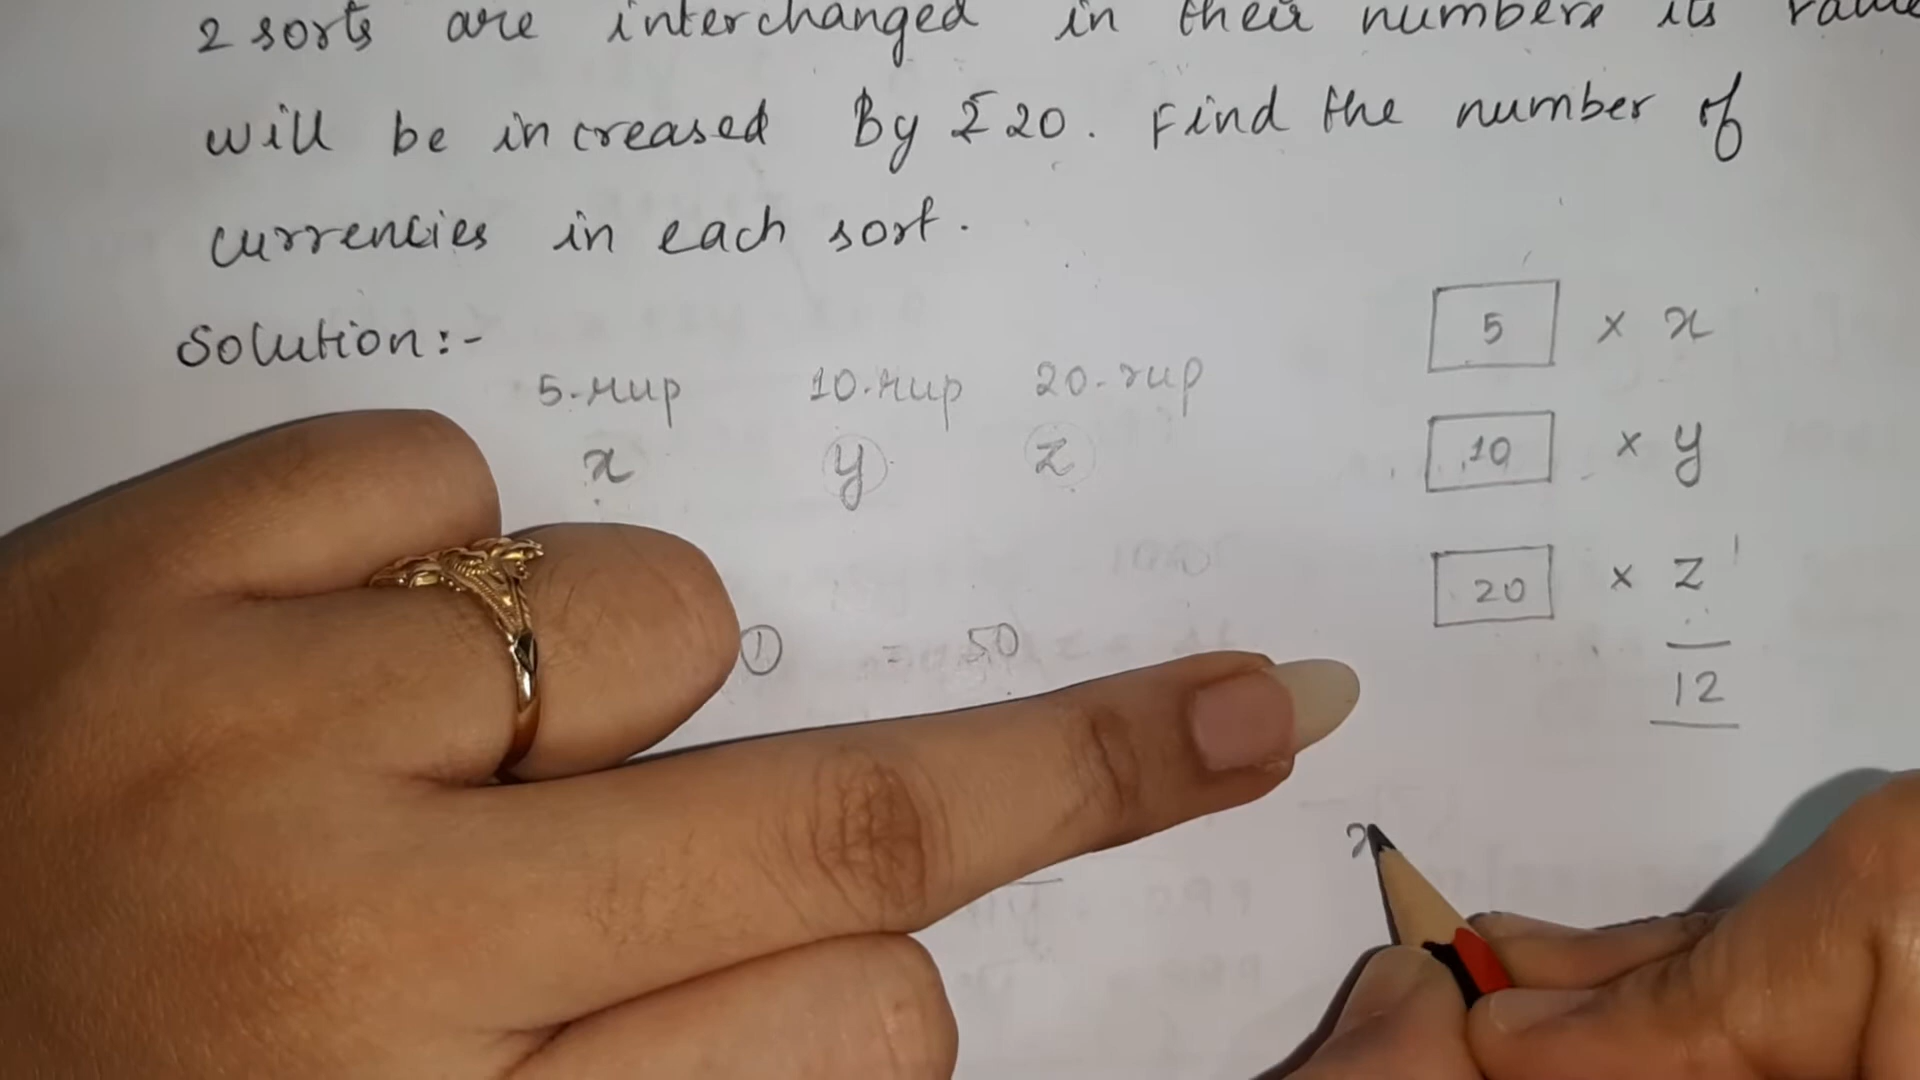 2 sorts are interchanged in their numbers its
will be increased By ₹20. Find the number of
currencies in each sort.
Solution:-
5-rup 10-rup 20-rup
x y z
5 × x
10 × y
20 × z
12
① = 50
x